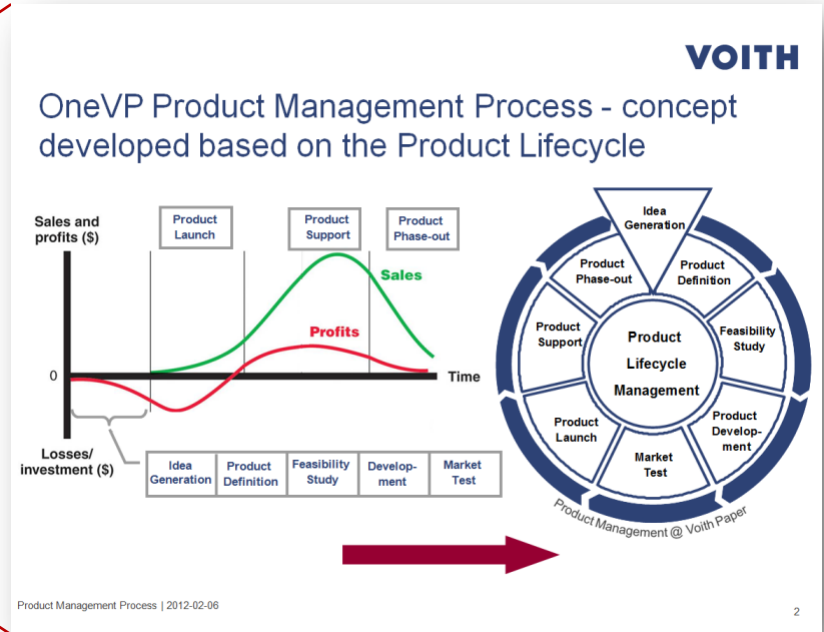 VOITH
OneVP Product Management Process - concept
developed based on the Product Lifecycle
Sales and
profits ($)
Product
Launch
Product
Support
Product
Phase-out
Sales
Profits
0
Time
Losses/
investment ($)
Idea
Generation
Product
Definition
Feasibility
Study
Develop-
ment
Market
Test
Idea
Generation
Product
Definition
Feasibility
Study
Product
Develop-
ment
Market
Test
Product
Launch
Product
Support
Product
Phase-out
Product
Lifecycle
Management
Product Management @ Voith Paper
Product Management Process | 2012-02-06
2